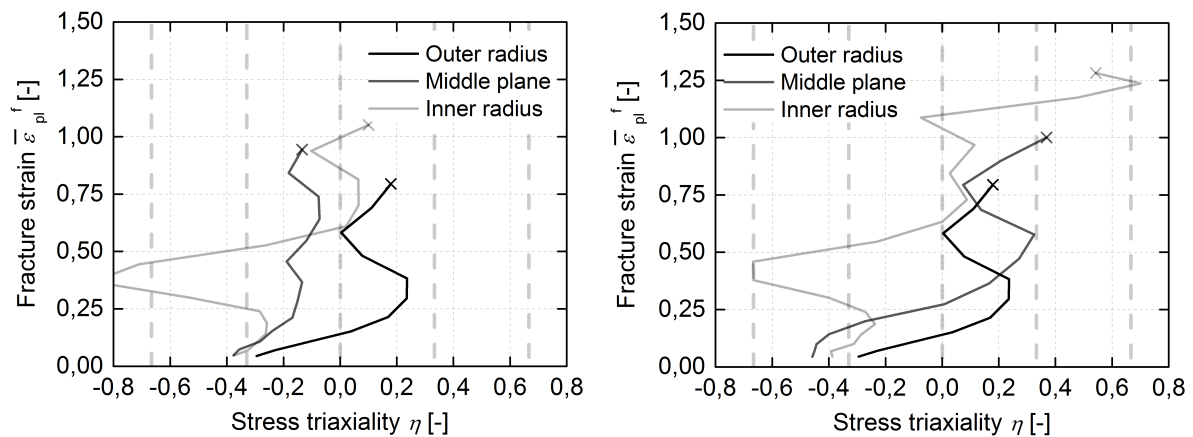 1,50
1,25
1,00
0,75
0,50
0,25
0,00
Fracture strain ε̅ₚₗᶠ [-]
Outer radius
Middle plane
Inner radius
-0,8 -0,6 -0,4 -0,2 0,0 0,2 0,4 0,6 0,8
Stress triaxiality η [-]
1,50
1,25
1,00
0,75
0,50
0,25
0,00
Fracture strain ε̅ₚₗᶠ [-]
Outer radius
Middle plane
Inner radius
-0,8 -0,6 -0,4 -0,2 0,0 0,2 0,4 0,6 0,8
Stress triaxiality η [-]